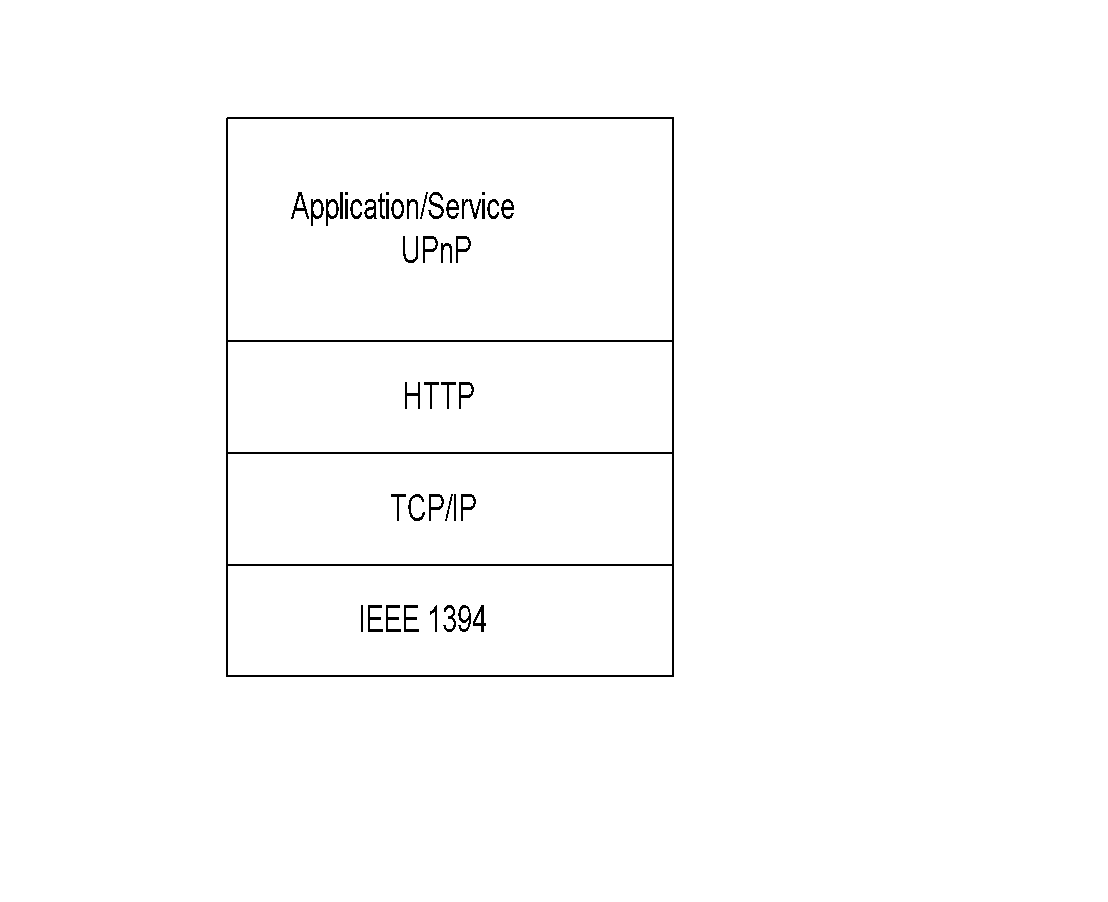 Application/Service
UPnP
HTTP
TCP/IP
IEEE 1394